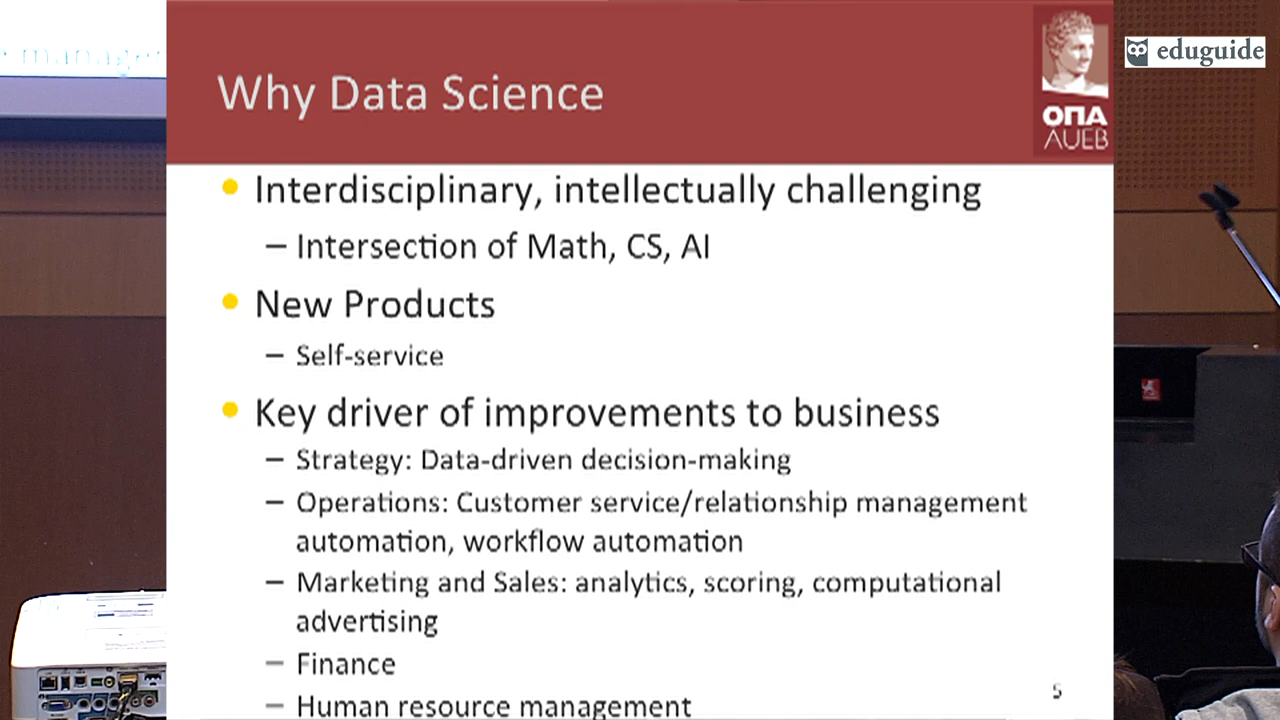 Why Data Science
ΟΠΑ
AUEB
eduguide
• Interdisciplinary, intellectually challenging
– Intersection of Math, CS, AI
• New Products
– Self-service
• Key driver of improvements to business
– Strategy: Data-driven decision-making
– Operations: Customer service/relationship management
automation, workflow automation
– Marketing and Sales: analytics, scoring, computational
advertising
– Finance
– Human resource management
5